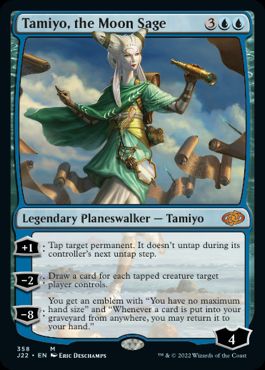 Tamiyo, the Moon Sage 3
Legendary Planeswalker — Tamiyo
+1: Tap target permanent. It doesn't untap during its
controller's next untap step.
-2: Draw a card for each tapped creature target
player controls.
You get an emblem with "You have no maximum
-8: hand size" and "Whenever a card is put into your
graveyard from anywhere, you may return it to
your hand."
4
358 M
J22 • EN Eric Deschamps ™ & © 2022 Wizards of the Coast